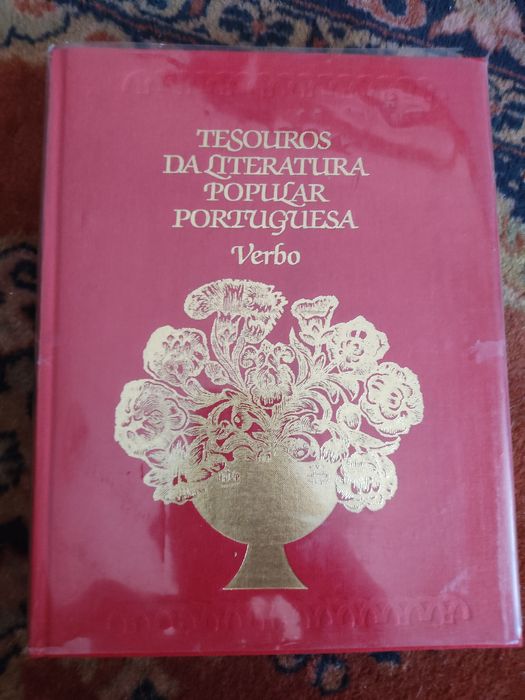 TESOUROS
DA LITERATURA
POPULAR
PORTUGUESA
Verbo